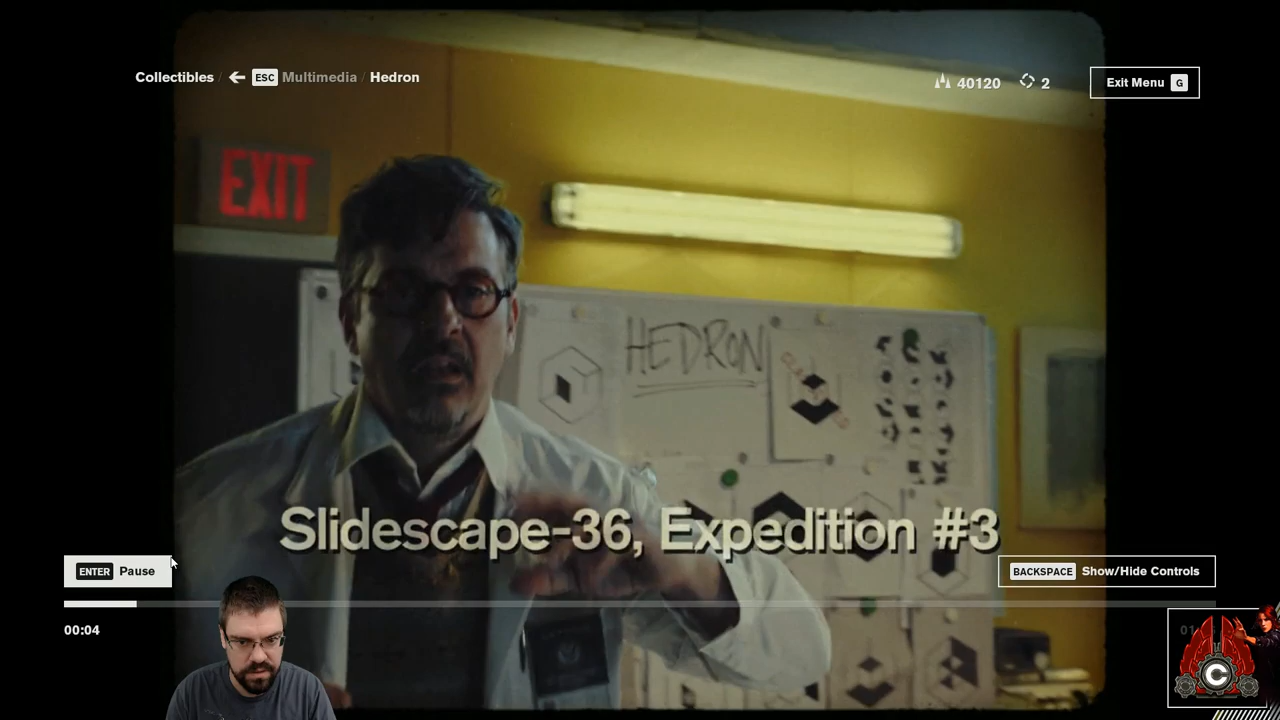 Collectibles / ESC Multimedia / Hedron
40120 2
Exit Menu G
EXIT
HEDRON
Slidescape-36, Expedition #3
ENTER Pause
BACKSPACE Show/Hide Controls
00:04
C